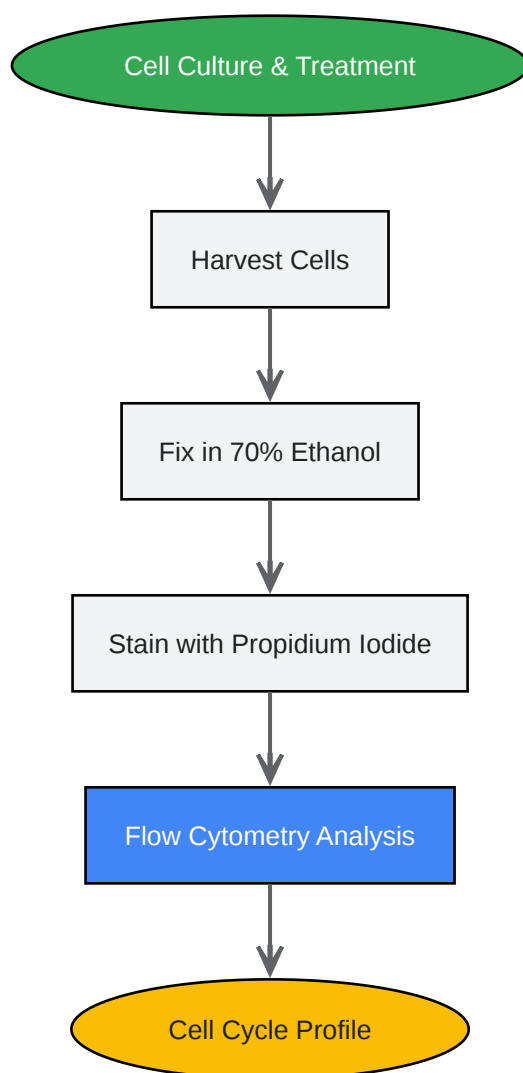 Cell Culture & Treatment
Harvest Cells
Fix in 70% Ethanol
Stain with Propidium Iodide
Flow Cytometry Analysis
Cell Cycle Profile